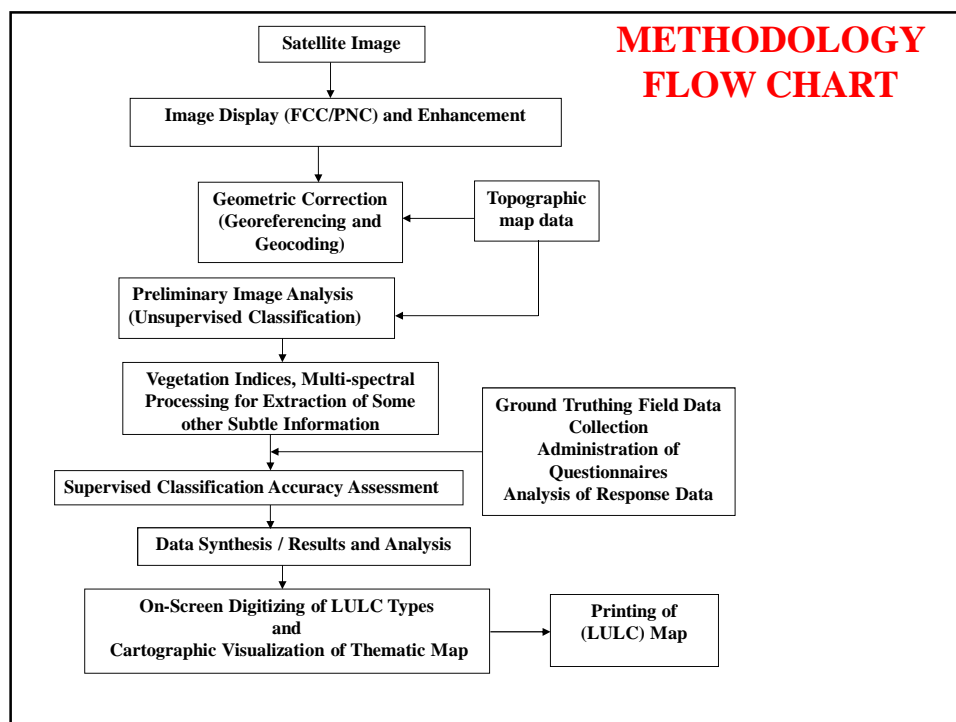 METHODOLOGY
FLOW CHART
Satellite Image
Image Display (FCC/PNC) and Enhancement
Geometric Correction
(Georeferencing and
Geocoding)
Topographic
map data
Preliminary Image Analysis
(Unsupervised Classification)
Vegetation Indices, Multi-spectral
Processing for Extraction of Some
other Subtle Information
Ground Truthing Field Data
Collection
Administration of
Questionnaires
Analysis of Response Data
Supervised Classification Accuracy Assessment
Data Synthesis / Results and Analysis
On-Screen Digitizing of LULC Types
and
Cartographic Visualization of Thematic Map
Printing of
(LULC) Map